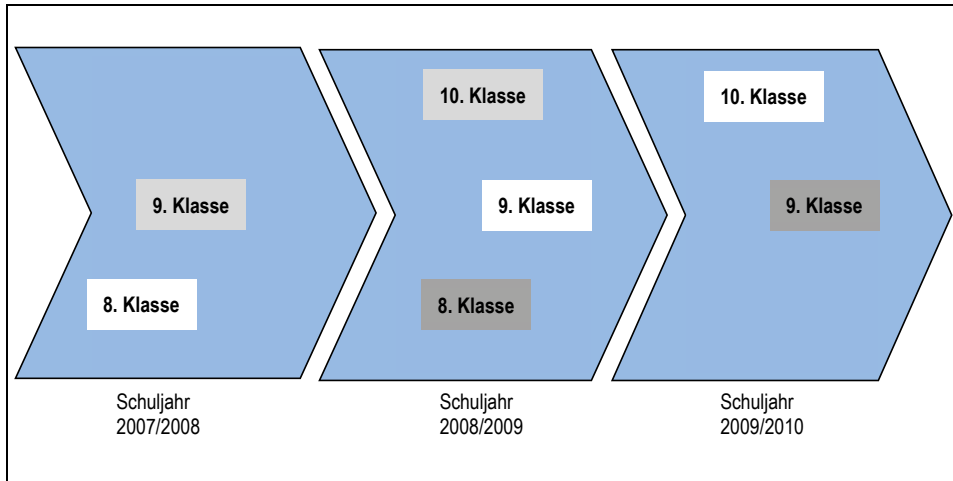 9. Klasse
8. Klasse
Schuljahr
2007/2008
10. Klasse
9. Klasse
8. Klasse
Schuljahr
2008/2009
10. Klasse
9. Klasse
Schuljahr
2009/2010